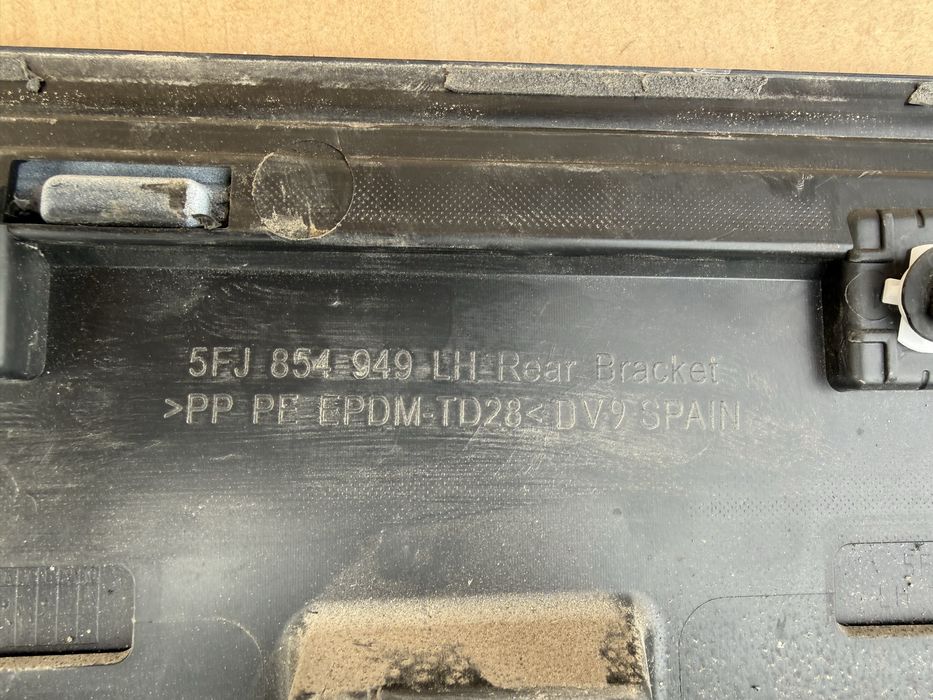 5FJ 854 949 LH Rear Bracket
>PP PE EPDM-TD28< DV9 SPAIN